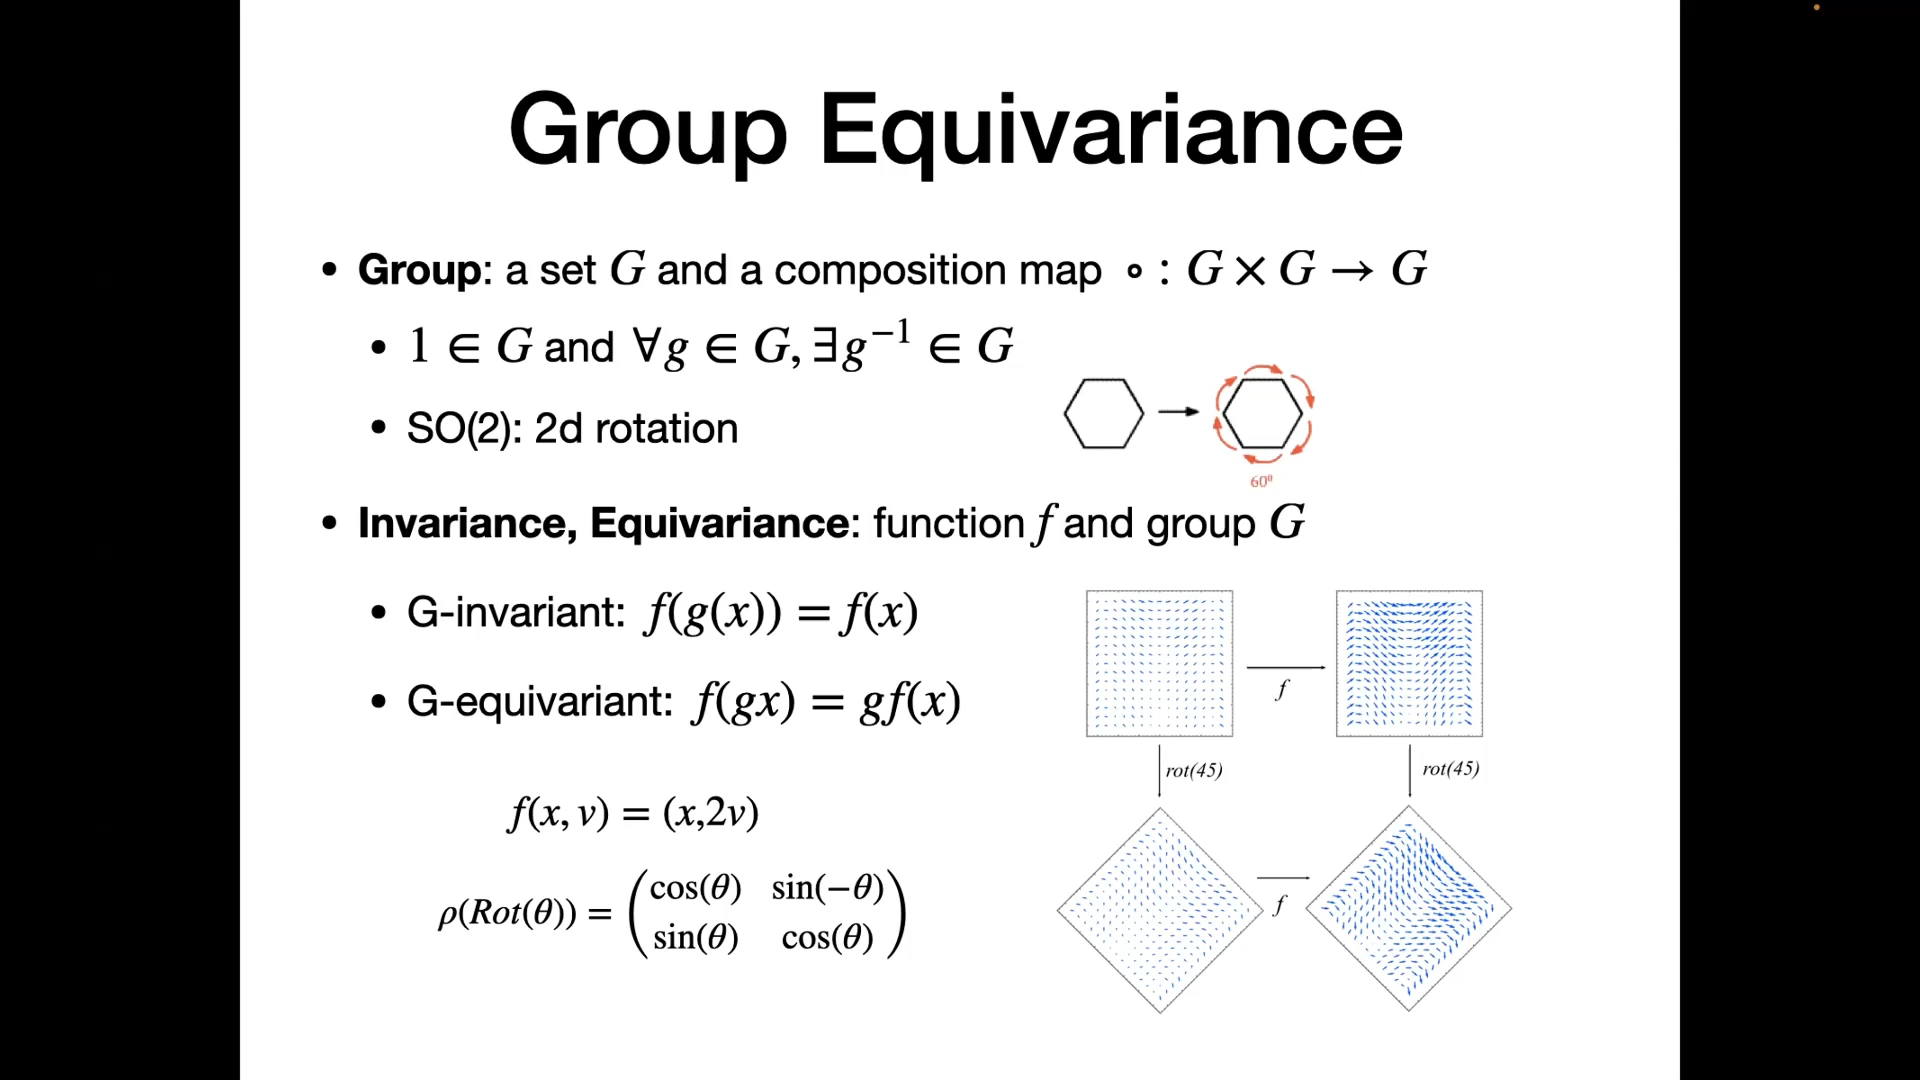 Group Equivariance
• Group: a set G and a composition map ∘ : G × G → G
• 1 ∈ G and ∀g ∈ G, ∃g⁻¹ ∈ G
• SO(2): 2d rotation
60⁰
• Invariance, Equivariance: function f and group G
• G-invariant: f(g(x)) = f(x)
• G-equivariant: f(gx) = gf(x)
f
rot(45)
rot(45)
f(x, v) = (x,2v)
ρ(Rot(θ)) = (cos(θ) sin(−θ)
sin(θ) cos(θ))
f